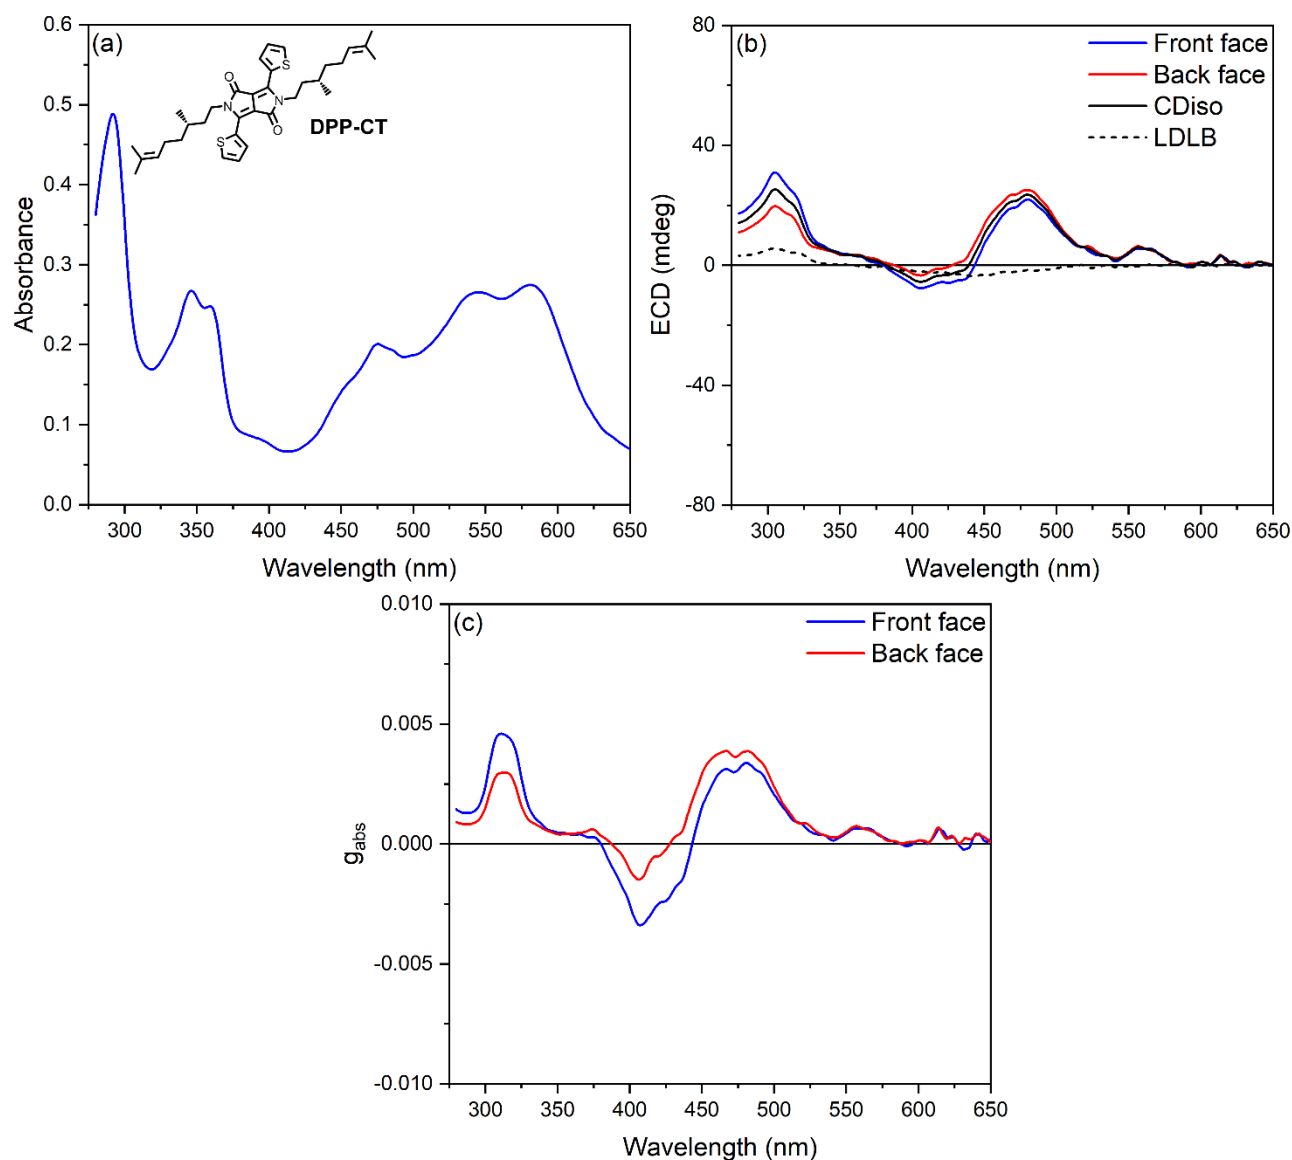 (a)
0.6
0.5
0.4
0.3
0.2
0.1
0.0
Absorbance
300 350 400 450 500 550 600 650
Wavelength (nm)
S
O
N
N
O
S
DPP-CT
(b)
80
40
0
-40
-80
ECD (mdeg)
Front face
Back face
CDiso
LDLB
300 350 400 450 500 550 600 650
Wavelength (nm)
(c)
0.010
0.005
0.000
-0.005
-0.010
gabs
Front face
Back face
300 350 400 450 500 550 600 650
Wavelength (nm)